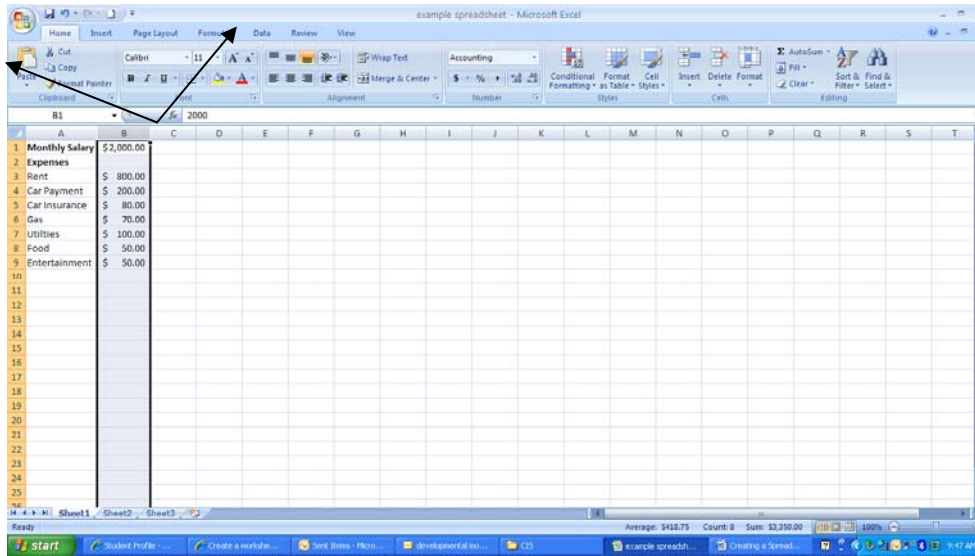 example spreadsheet - Microsoft Excel
Home Insert Page Layout Data Review View
Cut Calibri 11 Wrap Text Accounting AutoSum
Copy Fill
Paste Format Painter B I U Merge & Center $ % Conditional Formatting Format as Table Cell Styles Insert Delete Format Clear Sort & Filter Find & Select
Clipboard Font Alignment Number Styles Cells Editing
B1 fx 2000
A B C D E F G H I J K L M N O P Q R S T
1 Monthly Salary $2,000.00
2 Expenses
3 Rent $ 800.00
4 Car Payment $ 200.00
5 Car Insurance $ 80.00
6 Gas $ 70.00
7 Utilties $ 100.00
8 Food $ 50.00
9 Entertainment $ 50.00
10
11
12
13
14
15
16
17
18
19
20
21
22
23
24
25
26
Sheet1 Sheet2 Sheet3
Ready Average: $418.75 Count: 8 Sum: $3,350.00 100%
start Student Profile - ... Create a workshe... Sent Items - Micro... developmental mo... CIS example spreadsh... Creating a Spread... 9:47 AM